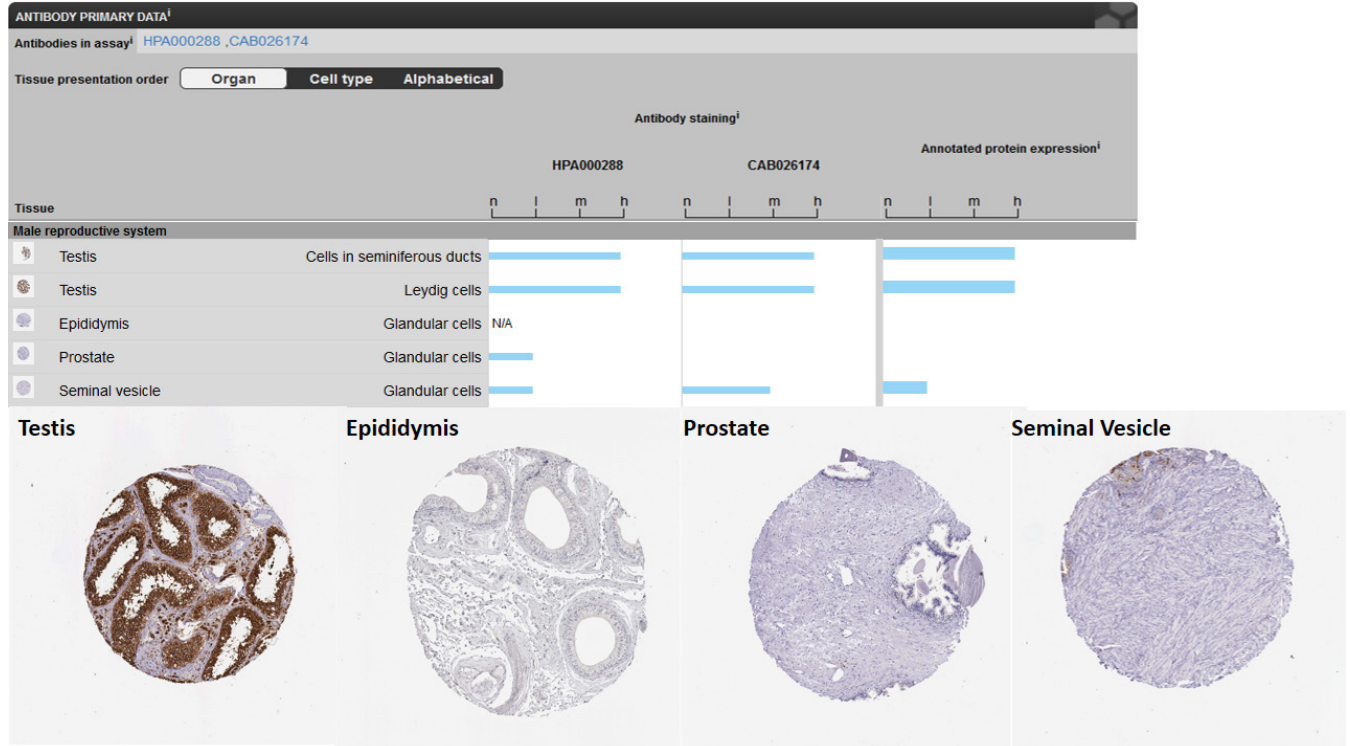 ANTIBODY PRIMARY DATAi
Antibodies in assayi HPA000288 ,CAB026174
Tissue presentation order Organ Cell type Alphabetical
Antibody stainingi
Annotated protein expressioni
HPA000288 CAB026174
Tissue n l m h n l m h n l m h
Male reproductive system
Testis Cells in seminiferous ducts
Testis Leydig cells
Epididymis Glandular cells N/A
Prostate Glandular cells
Seminal vesicle Glandular cells
Testis Epididymis Prostate Seminal Vesicle